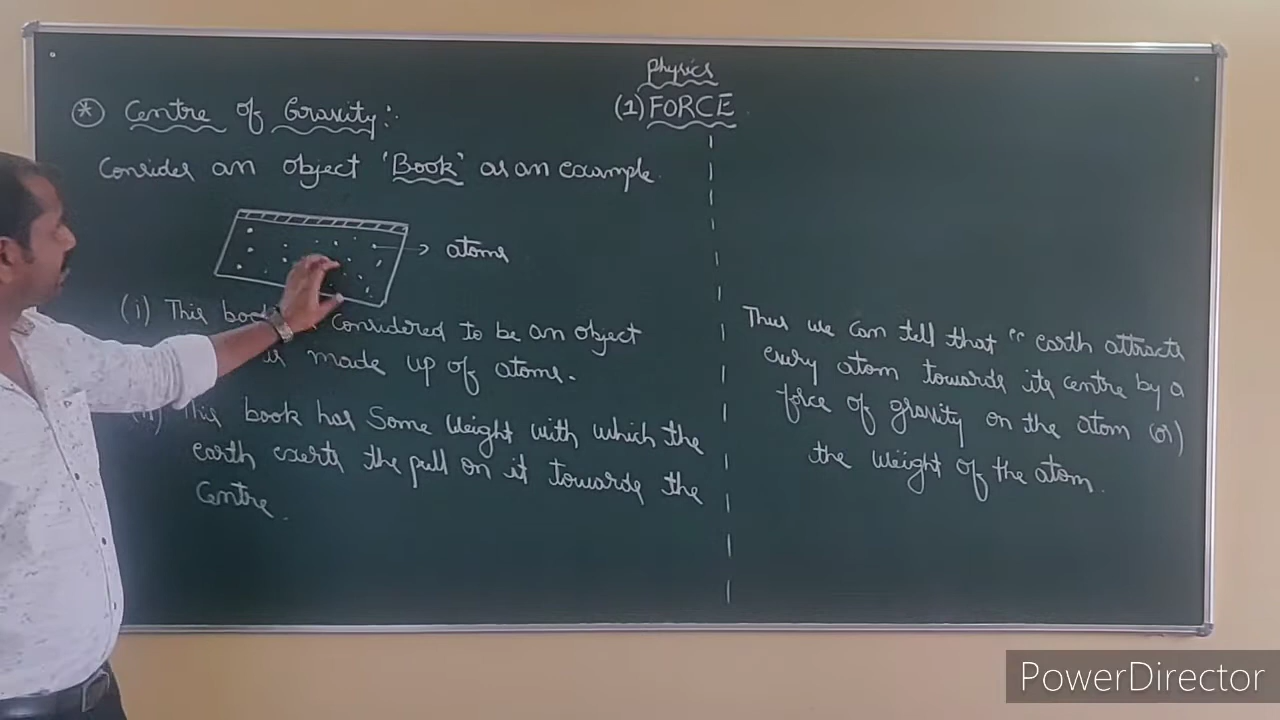 Physics
(1) FORCE
* Centre of Gravity:-
Consider an object 'Book' as an example.
atoms
(i) This book considered to be an object
is made up of atoms.
This book has Some weight with which the
earth exerts the pull on it towards the
Centre.
Thus we can tell that "earth attracts
every atom towards its centre by a
force of gravity on the atom (or)
the weight of the atom.
PowerDirector